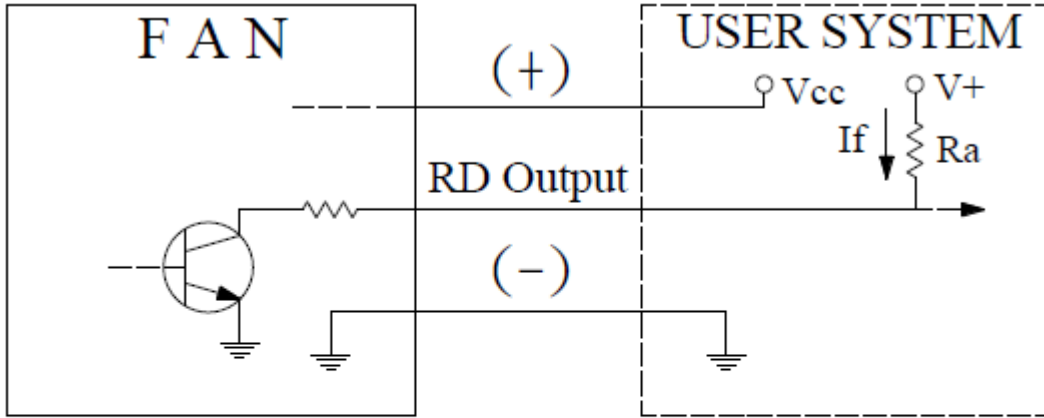 F A N
USER SYSTEM
(+)
Vcc
V+
If
Ra
RD Output
(-)